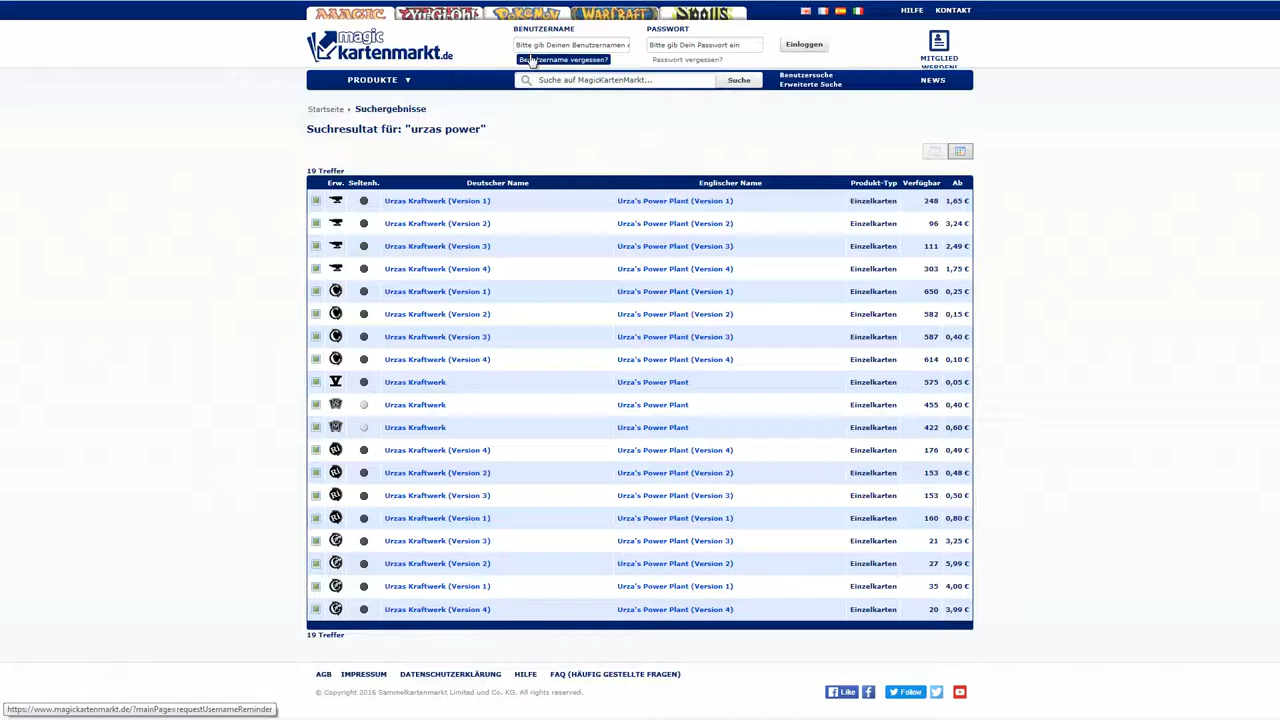 MAGIC Yu-Gi-Oh! POKéMON WARCRAFT Spoils HILFE KONTAKT
BENUTZERNAME PASSWORT
magic kartenmarkt.de
Bitte gib Deinen Benutzernamen e Bitte gib Dein Passwort ein Einloggen
Benutzername vergessen? Passwort vergessen? MITGLIED WERDEN!
PRODUKTE ▼ Suche auf MagicKartenMarkt... Suche Benutzersuche NEWS
Erweiterte Suche
Startseite › Suchergebnisse
Suchresultat für: "urzas power"
19 Treffer
Erw. Seltenh. Deutscher Name Englischer Name Produkt-Typ Verfügbar Ab
Urzas Kraftwerk (Version 1) Urza's Power Plant (Version 1) Einzelkarten 248 1,65 €
Urzas Kraftwerk (Version 2) Urza's Power Plant (Version 2) Einzelkarten 96 3,24 €
Urzas Kraftwerk (Version 3) Urza's Power Plant (Version 3) Einzelkarten 111 2,49 €
Urzas Kraftwerk (Version 4) Urza's Power Plant (Version 4) Einzelkarten 303 1,75 €
Urzas Kraftwerk (Version 1) Urza's Power Plant (Version 1) Einzelkarten 650 0,25 €
Urzas Kraftwerk (Version 2) Urza's Power Plant (Version 2) Einzelkarten 582 0,15 €
Urzas Kraftwerk (Version 3) Urza's Power Plant (Version 3) Einzelkarten 587 0,40 €
Urzas Kraftwerk (Version 4) Urza's Power Plant (Version 4) Einzelkarten 614 0,10 €
Urzas Kraftwerk Urza's Power Plant Einzelkarten 575 0,05 €
Urzas Kraftwerk Urza's Power Plant Einzelkarten 455 0,40 €
Urzas Kraftwerk Urza's Power Plant Einzelkarten 422 0,60 €
Urzas Kraftwerk (Version 4) Urza's Power Plant (Version 4) Einzelkarten 176 0,49 €
Urzas Kraftwerk (Version 2) Urza's Power Plant (Version 2) Einzelkarten 153 0,48 €
Urzas Kraftwerk (Version 3) Urza's Power Plant (Version 3) Einzelkarten 153 0,50 €
Urzas Kraftwerk (Version 1) Urza's Power Plant (Version 1) Einzelkarten 160 0,80 €
Urzas Kraftwerk (Version 3) Urza's Power Plant (Version 3) Einzelkarten 21 3,25 €
Urzas Kraftwerk (Version 2) Urza's Power Plant (Version 2) Einzelkarten 27 5,99 €
Urzas Kraftwerk (Version 1) Urza's Power Plant (Version 1) Einzelkarten 35 4,00 €
Urzas Kraftwerk (Version 4) Urza's Power Plant (Version 4) Einzelkarten 20 3,99 €
19 Treffer
AGB IMPRESSUM DATENSCHUTZERKLÄRUNG HILFE FAQ (HÄUFIG GESTELLTE FRAGEN)
© Copyright 2016 Sammelkartenmarkt Limited und Co. KG. All rights reserved. Like Follow
https://www.magickartenmarkt.de/?mainPage=requestUsernameReminder